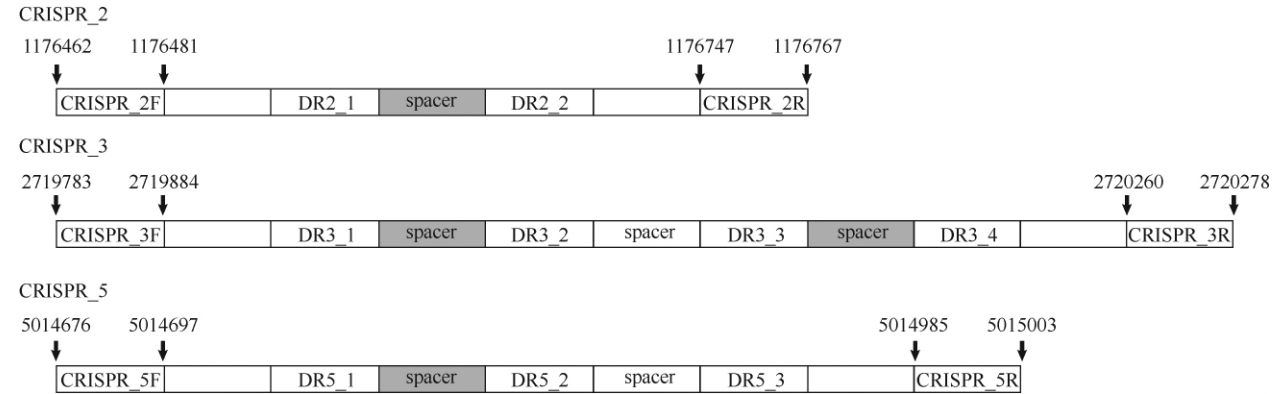 CRISPR_2
1176462 1176481 1176747 1176767
CRISPR_2F DR2_1 spacer DR2_2 CRISPR_2R
CRISPR_3
2719783 2719884 2720260 2720278
CRISPR_3F DR3_1 spacer DR3_2 spacer DR3_3 spacer DR3_4 CRISPR_3R
CRISPR_5
5014676 5014697 5014985 5015003
CRISPR_5F DR5_1 spacer DR5_2 spacer DR5_3 CRISPR_5R